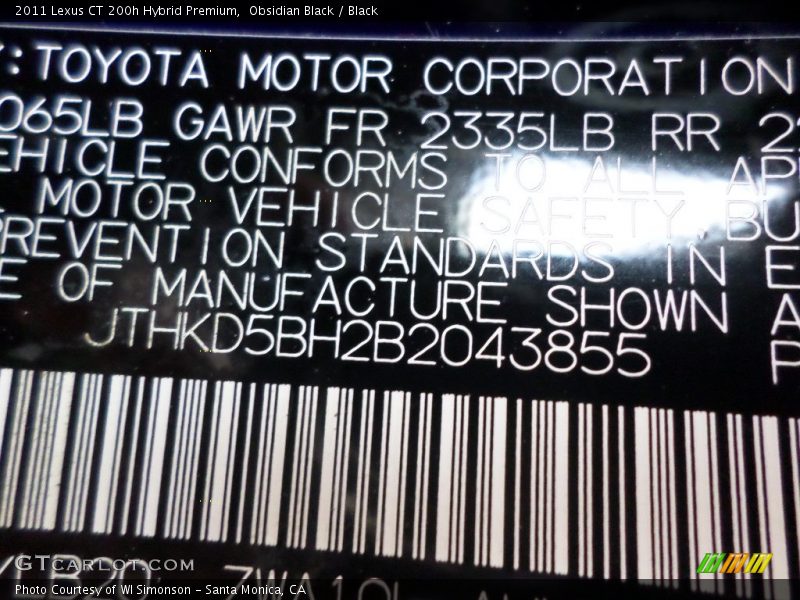 2011 Lexus CT 200h Hybrid Premium, Obsidian Black / Black
Y: TOYOTA MOTOR CORPORATION
065LB GAWR FR 2335LB RR 2
EHICLE CONFORMS TO ALL AP
MOTOR VEHICLE SAFETY, BU
REVENTION STANDARDS IN E
E OF MANUFACTURE SHOWN A
JTHKD5BH2B2043855 P
GTCARLOT.COM
Photo Courtesy of WI Simonson – Santa Monica, CA